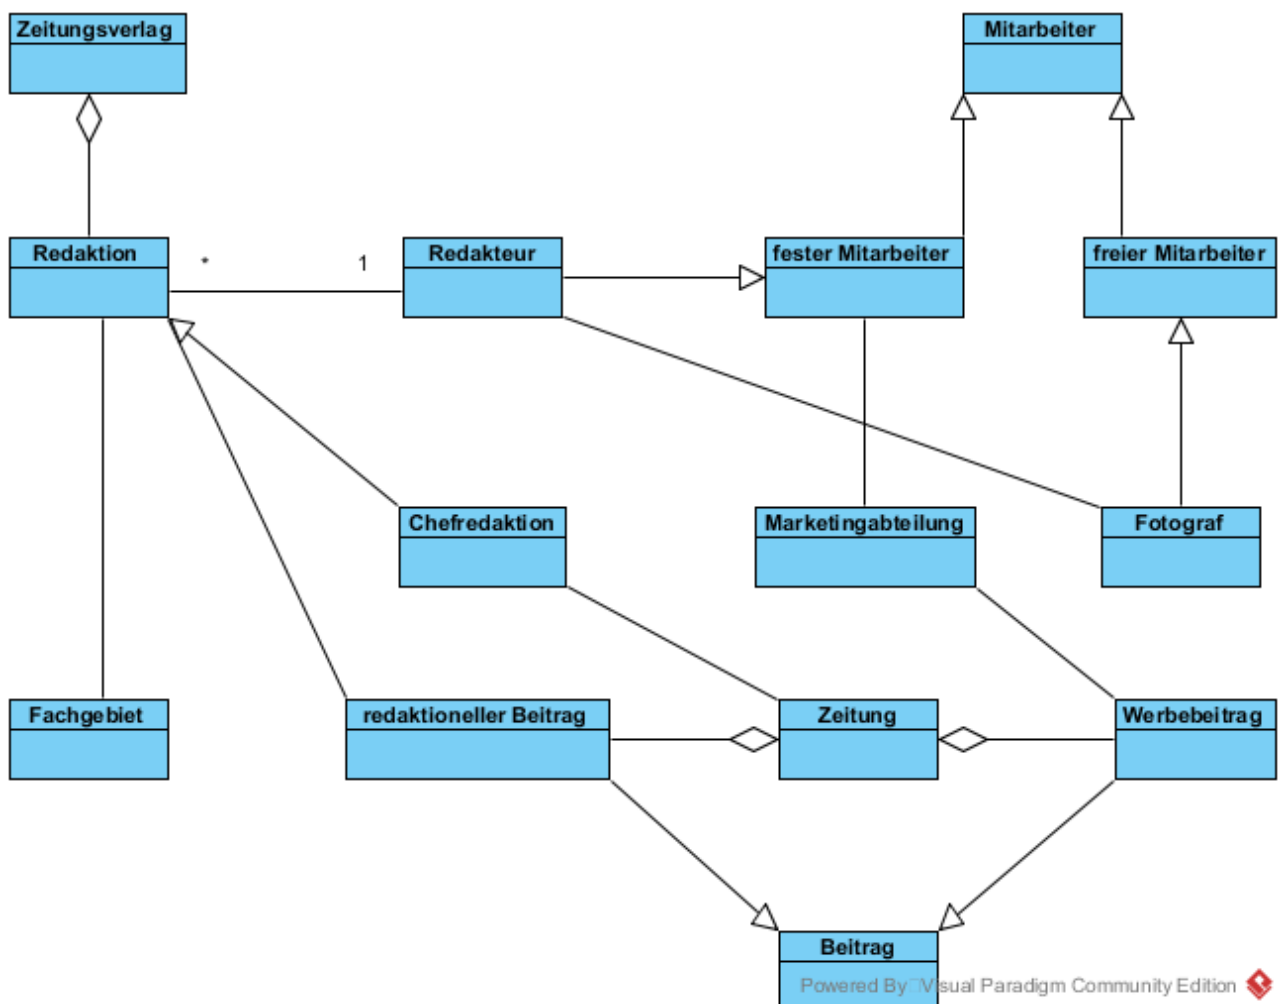 Zeitungsverlag
Mitarbeiter
Redaktion
*
1
Redakteur
fester Mitarbeiter
freier Mitarbeiter
Chefredaktion
Marketingabteilung
Fotograf
Fachgebiet
redaktioneller Beitrag
Zeitung
Werbebeitrag
Beitrag
Powered By Visual Paradigm Community Edition